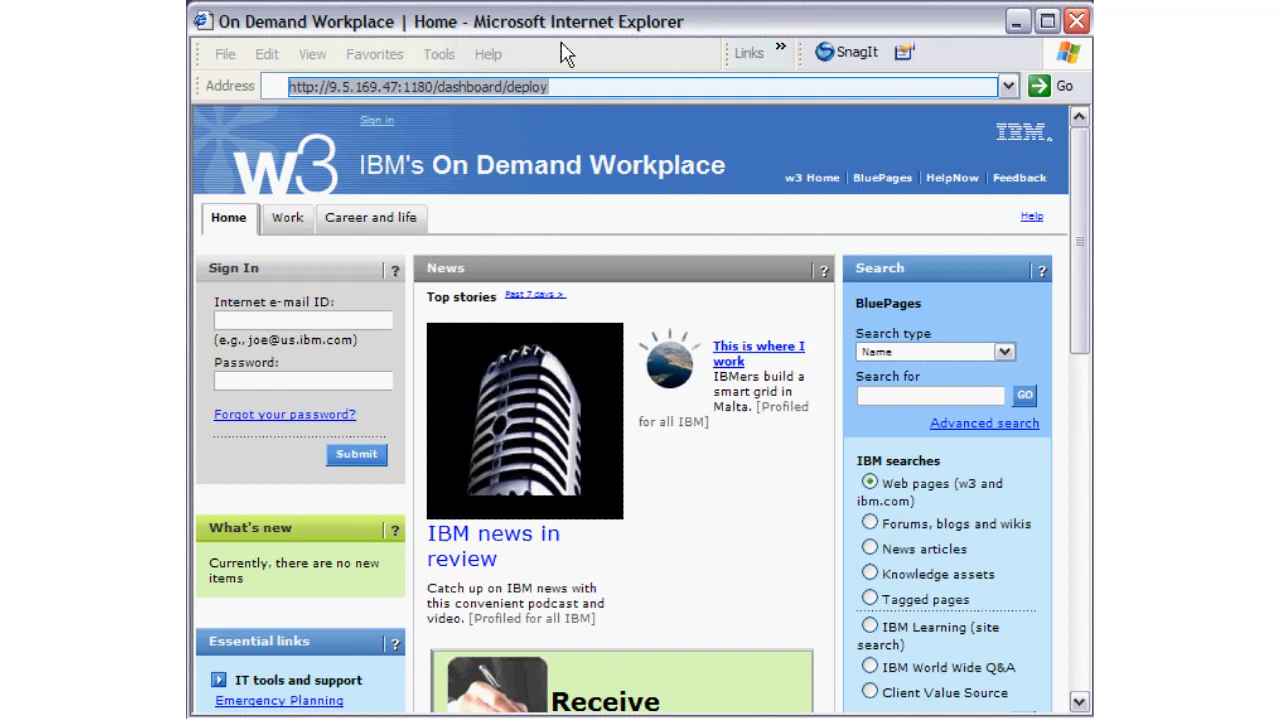 On Demand Workplace | Home - Microsoft Internet Explorer
File Edit View Favorites Tools Help Links » SnagIt
Address http://9.5.169.47:1180/dashboard/deploy Go
Sign in
IBM®
w3 IBM's On Demand Workplace
w3 Home | BluePages | HelpNow | Feedback
Home Work Career and life Help
Sign In ?
Internet e-mail ID:
(e.g., joe@us.ibm.com)
Password:
Forgot your password?
Submit
What's new ?
Currently, there are no new
items
Essential links ?
IT tools and support
Emergency Planning
News ?
Top stories Past 7 days >
IBM news in
review
Catch up on IBM news with
this convenient podcast and
video. [Profiled for all IBM]
This is where I
work
IBMers build a
smart grid in
Malta. [Profiled
for all IBM]
Receive
Search ?
BluePages
Search type
Name
Search for
GO
Advanced search
IBM searches
Web pages (w3 and
ibm.com)
Forums, blogs and wikis
News articles
Knowledge assets
Tagged pages
IBM Learning (site
search)
IBM World Wide Q&A
Client Value Source